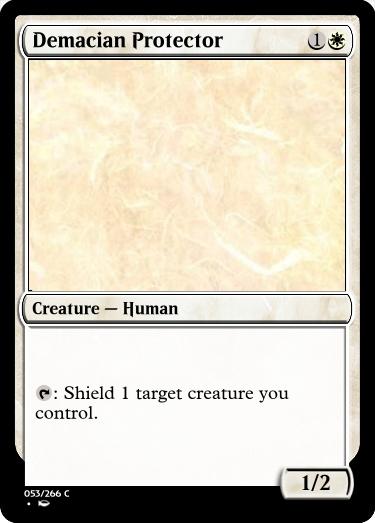 Demacian Protector 1
Creature — Human
: Shield 1 target creature you
control.
1/2
053/266 C